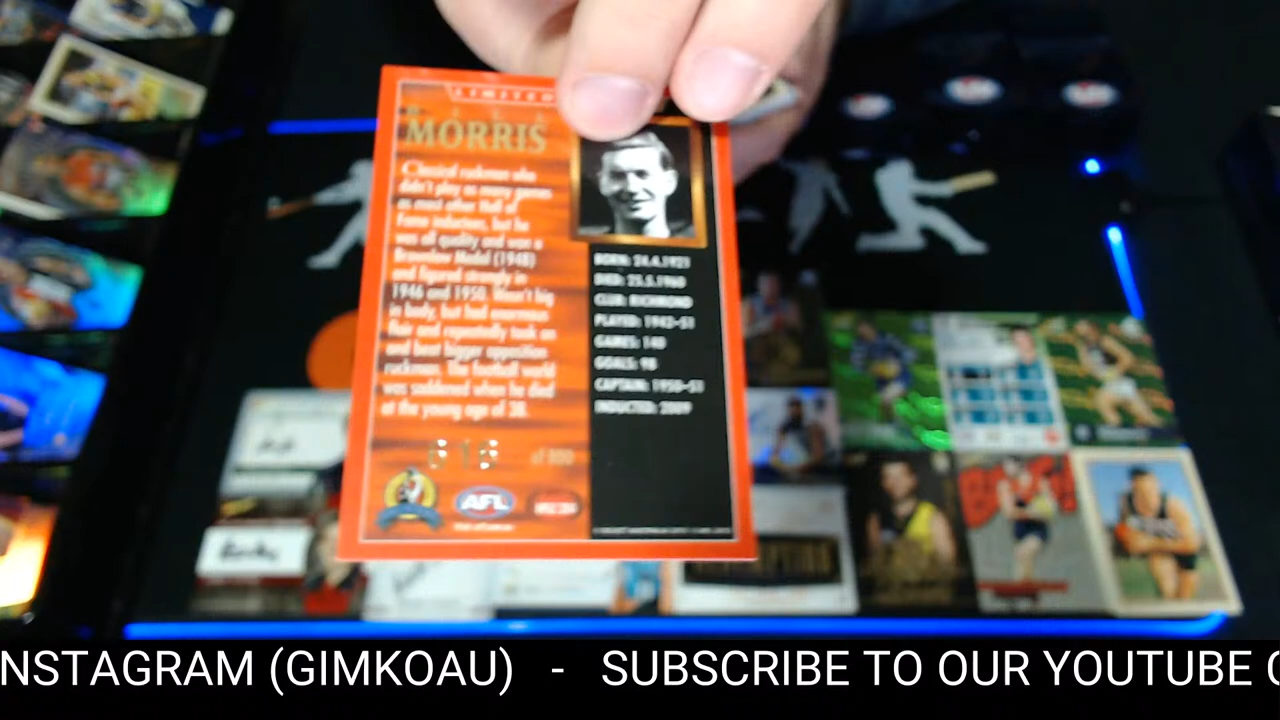 LIMITED
MORRIS
Classical ruckman who
didn't play as many games
as most other Hall of
Fame inductees, but he
was all quality and won a
Brownlow Medal (1948)
and figured strongly in
1946 and 1950. Wasn't big
in body, but had enormous
flair and repeatedly took on
and beat bigger opposition
ruckman. The football world
was saddened when he died
at the young age of 38.
BORN: 24.4.1921
DIED: 25.5.1960
CLUB: RICHMOND
PLAYED: 1942-51
GAMES: 140
GOALS: 98
CAPTAIN: 1950-51
INDUCTED: 2009
AFL
NSTAGRAM (GIMKOAU) - SUBSCRIBE TO OUR YOUTUBE C